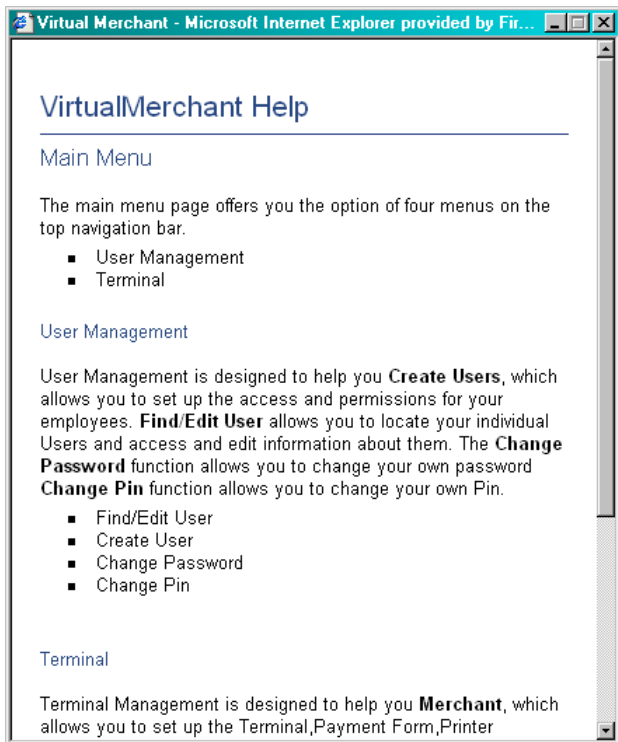 Virtual Merchant - Microsoft Internet Explorer provided by Fir...
VirtualMerchant Help
Main Menu
The main menu page offers you the option of four menus on the
top navigation bar.
■ User Management
■ Terminal
User Management
User Management is designed to help you Create Users, which
allows you to set up the access and permissions for your
employees. Find/Edit User allows you to locate your individual
Users and access and edit information about them. The Change
Password function allows you to change your own password
Change Pin function allows you to change your own Pin.
■ Find/Edit User
■ Create User
■ Change Password
■ Change Pin
Terminal
Terminal Management is designed to help you Merchant, which
allows you to set up the Terminal,Payment Form,Printer